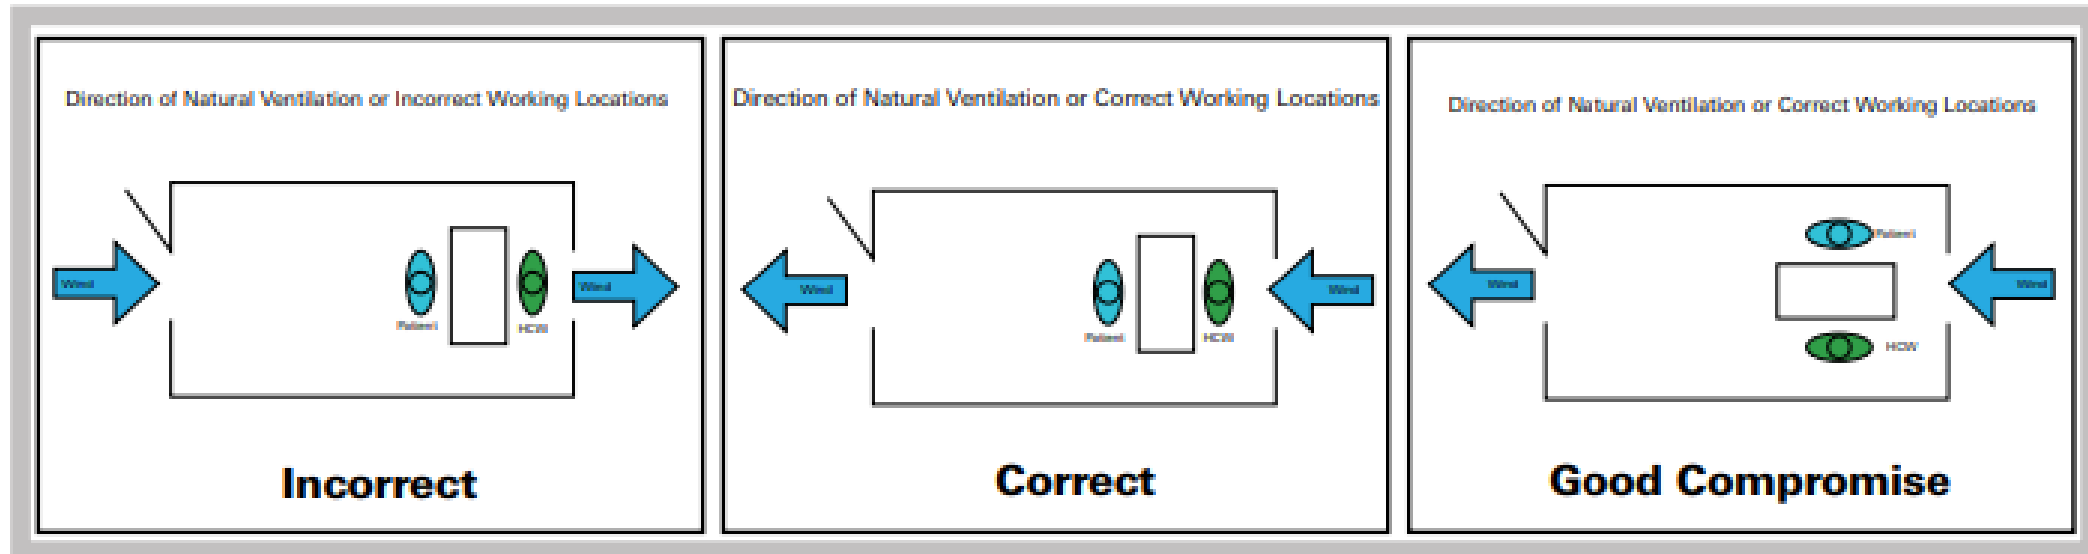 Direction of Natural Ventilation or Incorrect Working Locations
Wind
Wind
Patient
HCW
Incorrect
Direction of Natural Ventilation or Correct Working Locations
Wind
Wind
Patient
HCW
Correct
Direction of Natural Ventilation or Correct Working Locations
Patient
Wind
Wind
HCW
Good Compromise